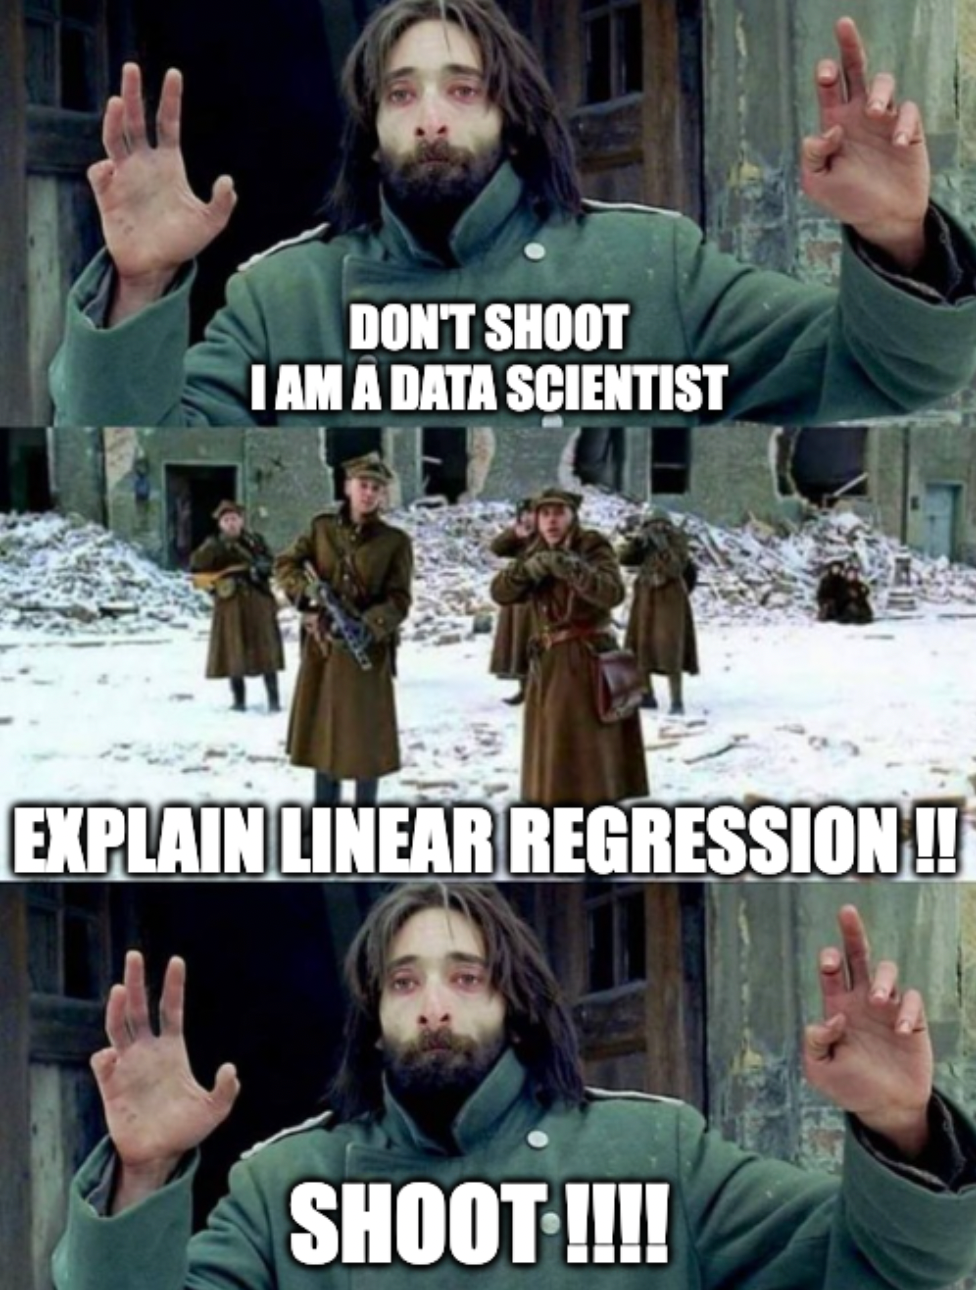 DON'T SHOOT
I AM A DATA SCIENTIST
EXPLAIN LINEAR REGRESSION !!
SHOOT !!!!